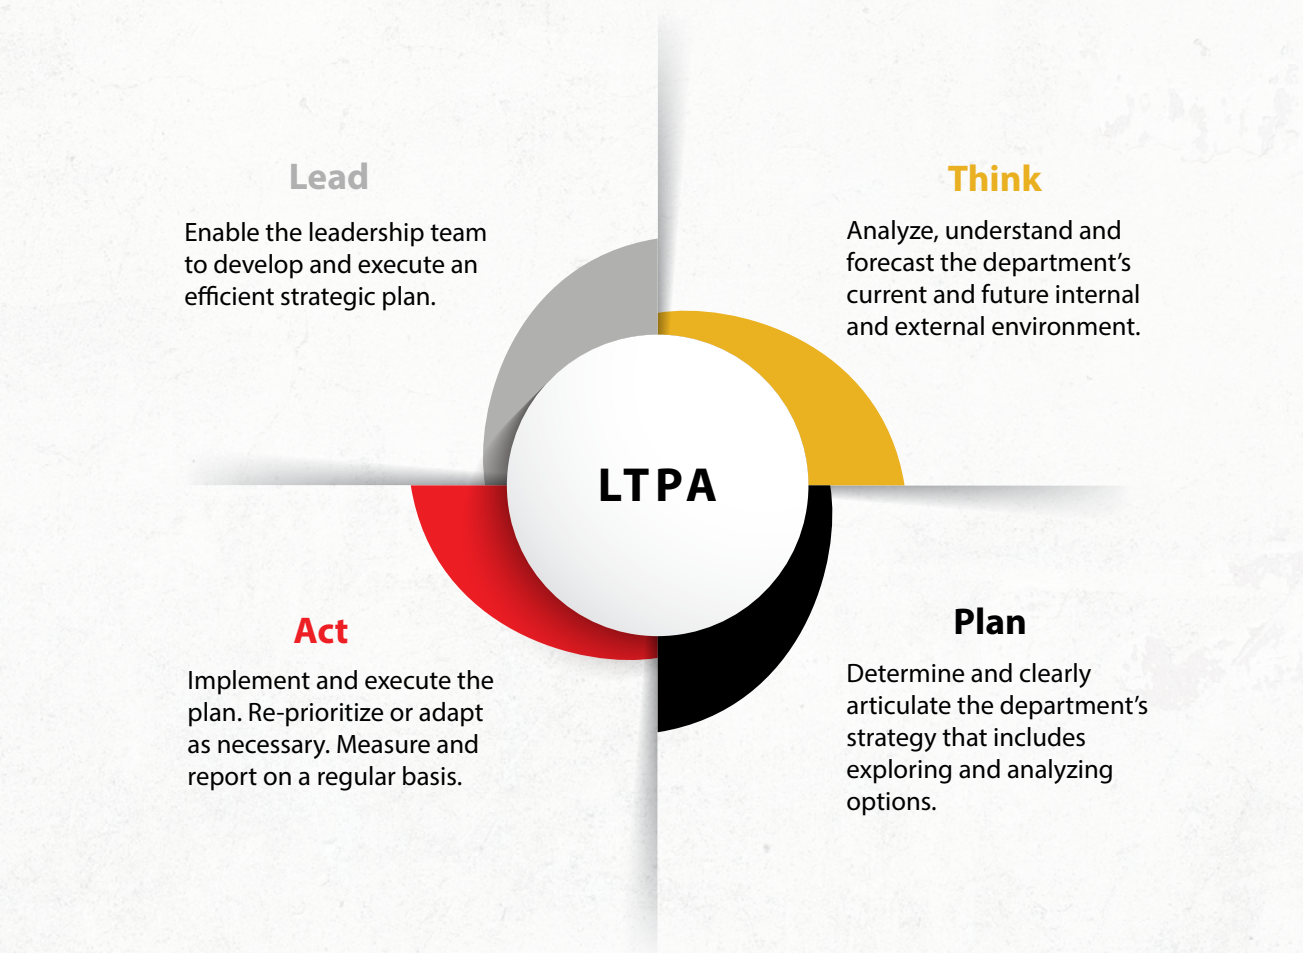 Lead
Enable the leadership team
to develop and execute an
efficient strategic plan.
Think
Analyze, understand and
forecast the department’s
current and future internal
and external environment.
LTPA
Act
Implement and execute the
plan. Re-prioritize or adapt
as necessary. Measure and
report on a regular basis.
Plan
Determine and clearly
articulate the department’s
strategy that includes
exploring and analyzing
options.